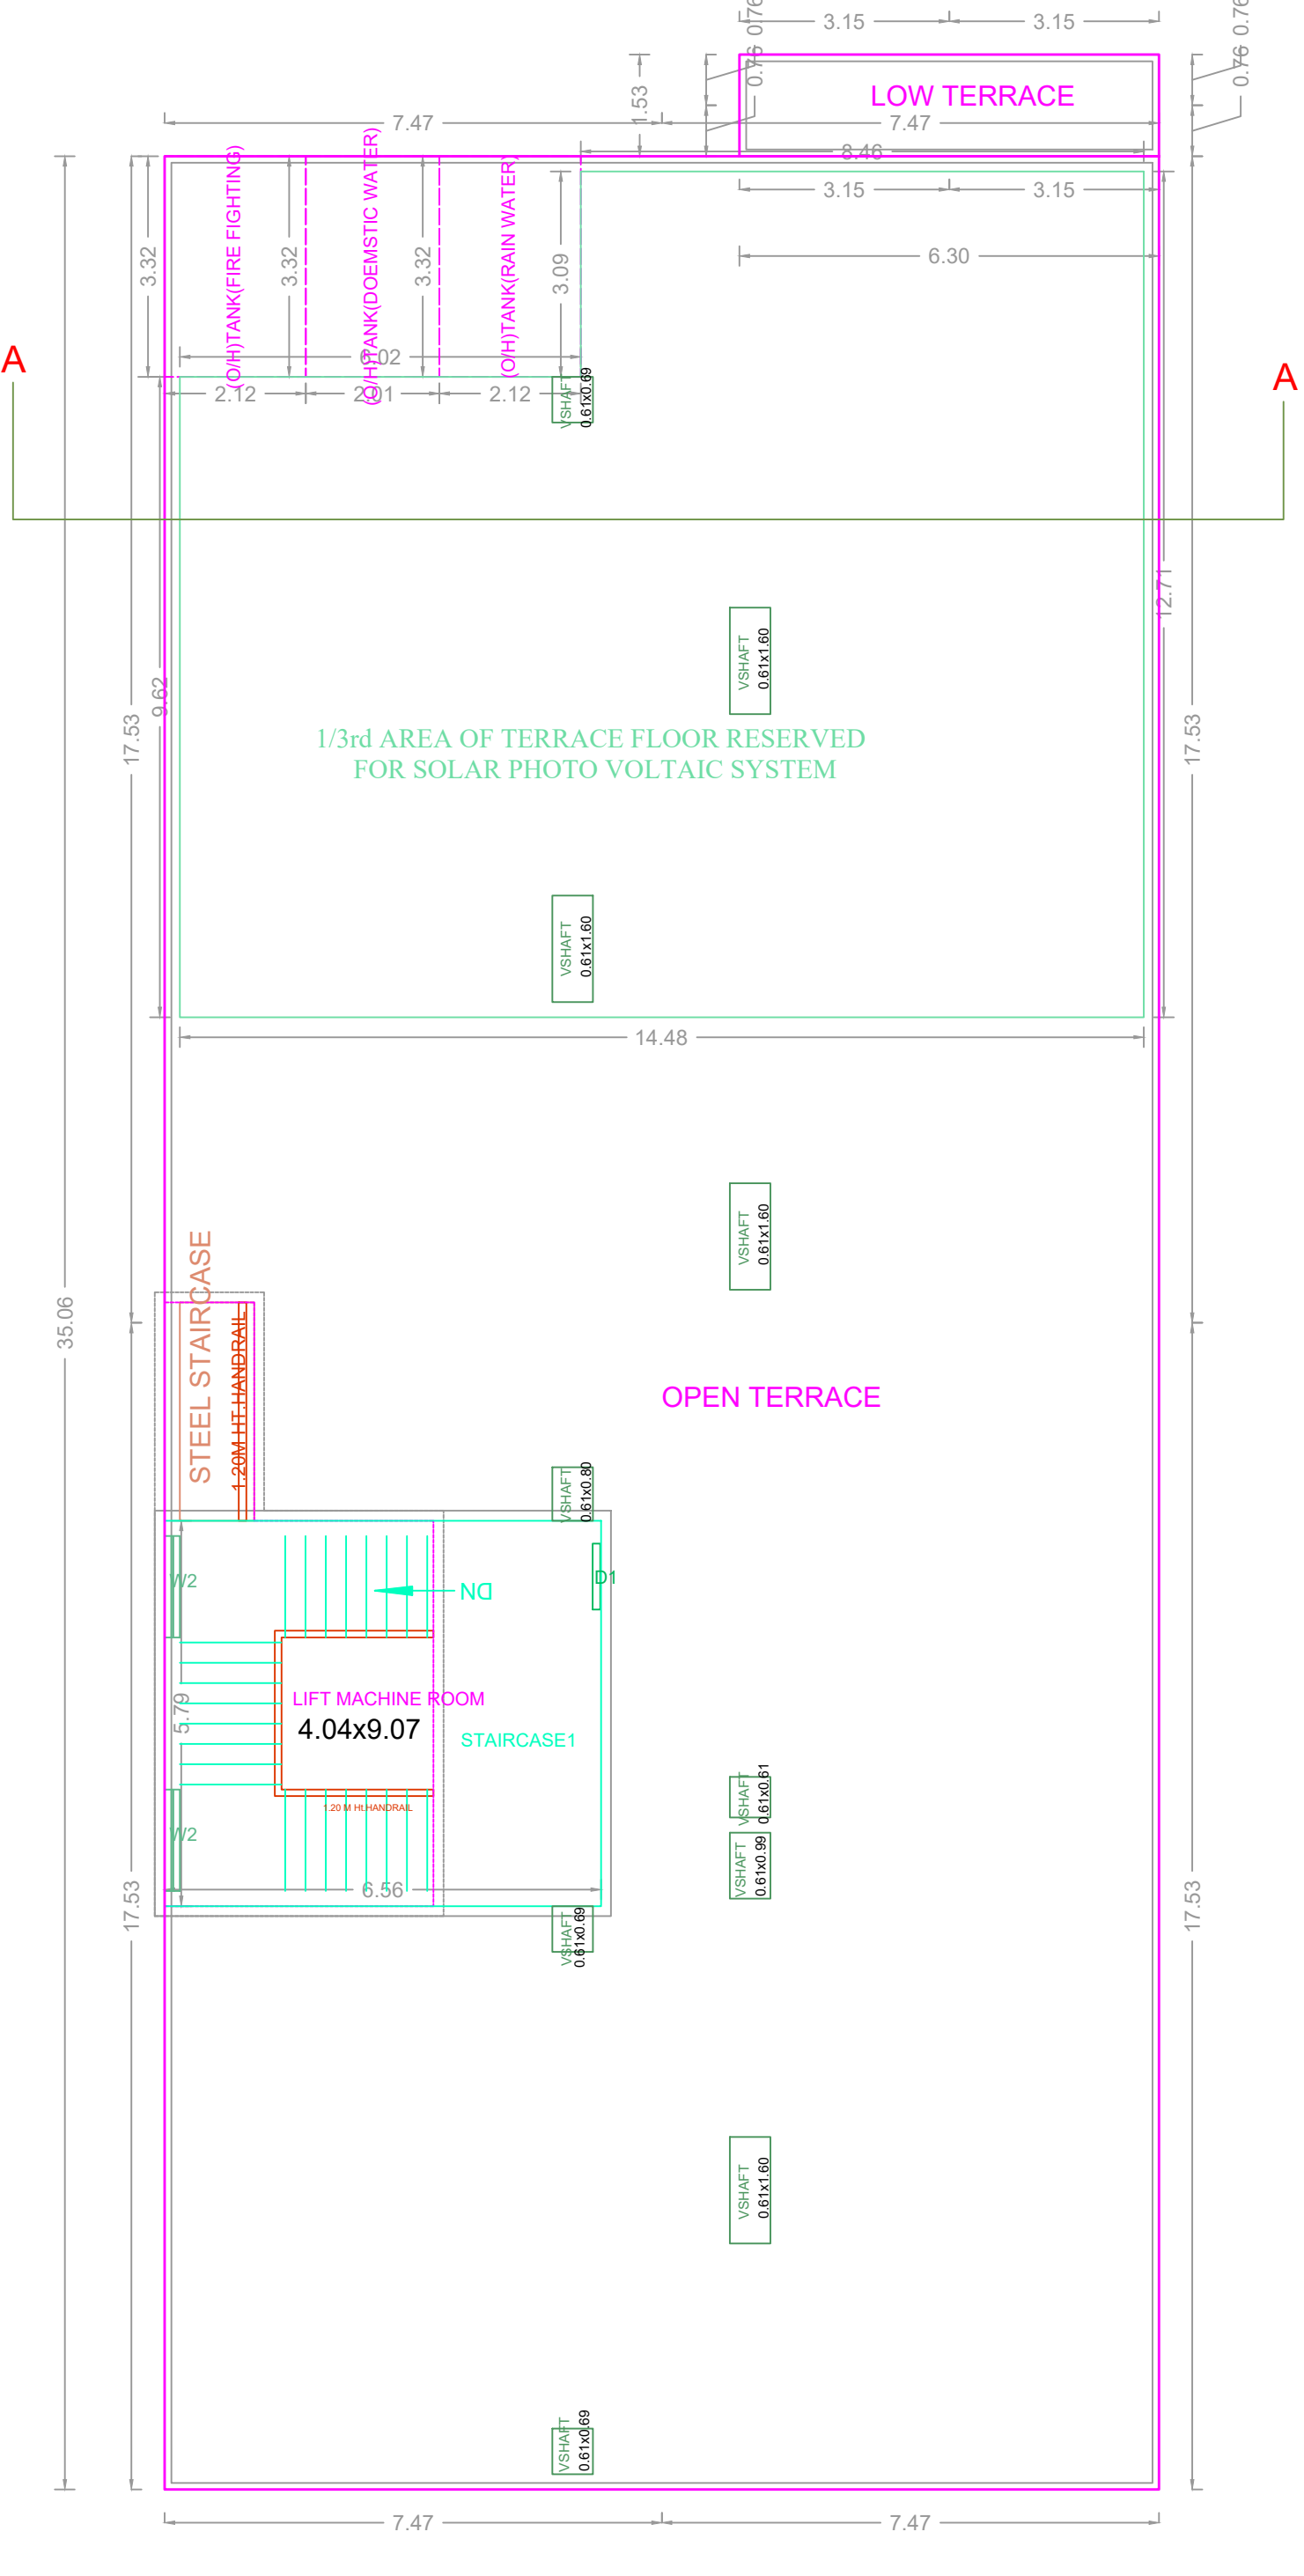 0.76
0.76
3.15
3.15
0.76
0.76
1.53
LOW TERRACE
7.47
7.47
8.46
3.15
3.15
6.30
3.32
(O/H)TANK(FIRE FIGHTING)
3.32
(O/H)TANK(DOEMSTIC WATER)
3.32
(O/H)TANK(RAIN WATER)
3.09
6.02
A
A
2.12
2.01
2.12
VSHAFT
0.61x0.69
12.71
VSHAFT
0.61x1.60
9.62
17.53
17.53
1/3rd AREA OF TERRACE FLOOR RESERVED
FOR SOLAR PHOTO VOLTAIC SYSTEM
VSHAFT
0.61x1.60
14.48
VSHAFT
0.61x1.60
35.06
STEEL STAIRCASE
1.20M HT.HANDRAIL
OPEN TERRACE
VSHAFT
0.61x0.80
W2
DN
D1
LIFT MACHINE ROOM
4.04x9.07
5.79
STAIRCASE1
VSHAFT
0.61x0.61
1.20 M Ht.HANDRAIL
W2
VSHAFT
0.61x0.99
6.56
17.53
17.53
VSHAFT
0.61x0.69
VSHAFT
0.61x1.60
VSHAFT
0.61x0.69
7.47
7.47